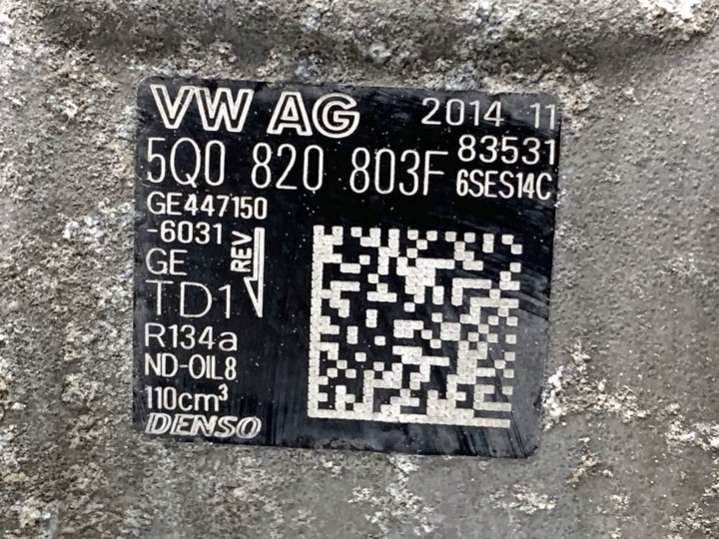 VW AG 2014 11
5Q0 820 803F 83531
6SES14C
GE447150
-6031
GE REV
TD1
R134a
ND-OIL8
110cm³
DENSO